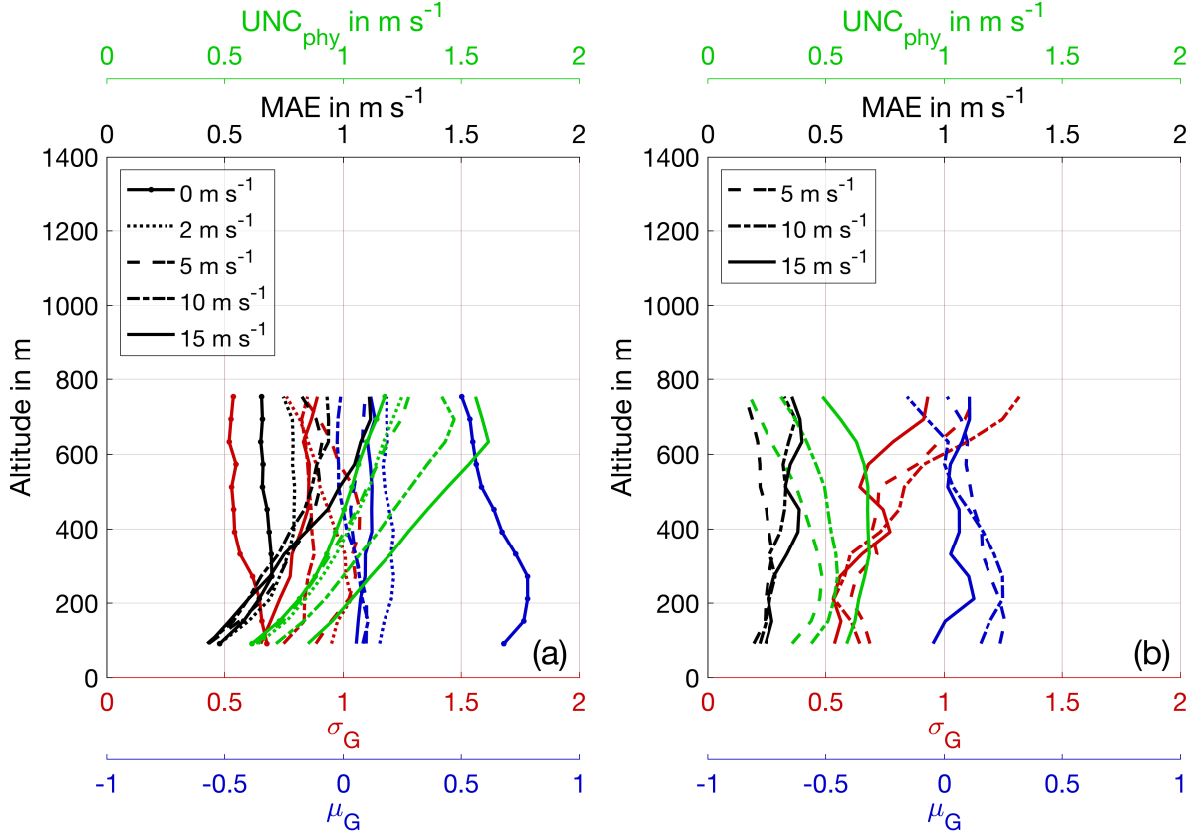 UNC_phy in m s^-1
0 0.5 1 1.5 2
MAE in m s^-1
0 0.5 1 1.5 2
1400
1200
1000
800
600
400
200
0
Altitude in m
0 m s^-1
2 m s^-1
5 m s^-1
10 m s^-1
15 m s^-1
(a)
0 0.5 1 1.5 2
σ_G
-1 -0.5 0 0.5 1
μ_G
UNC_phy in m s^-1
0 0.5 1 1.5 2
MAE in m s^-1
0 0.5 1 1.5 2
1400
1200
1000
800
600
400
200
0
Altitude in m
5 m s^-1
10 m s^-1
15 m s^-1
(b)
0 0.5 1 1.5 2
σ_G
-1 -0.5 0 0.5 1
μ_G